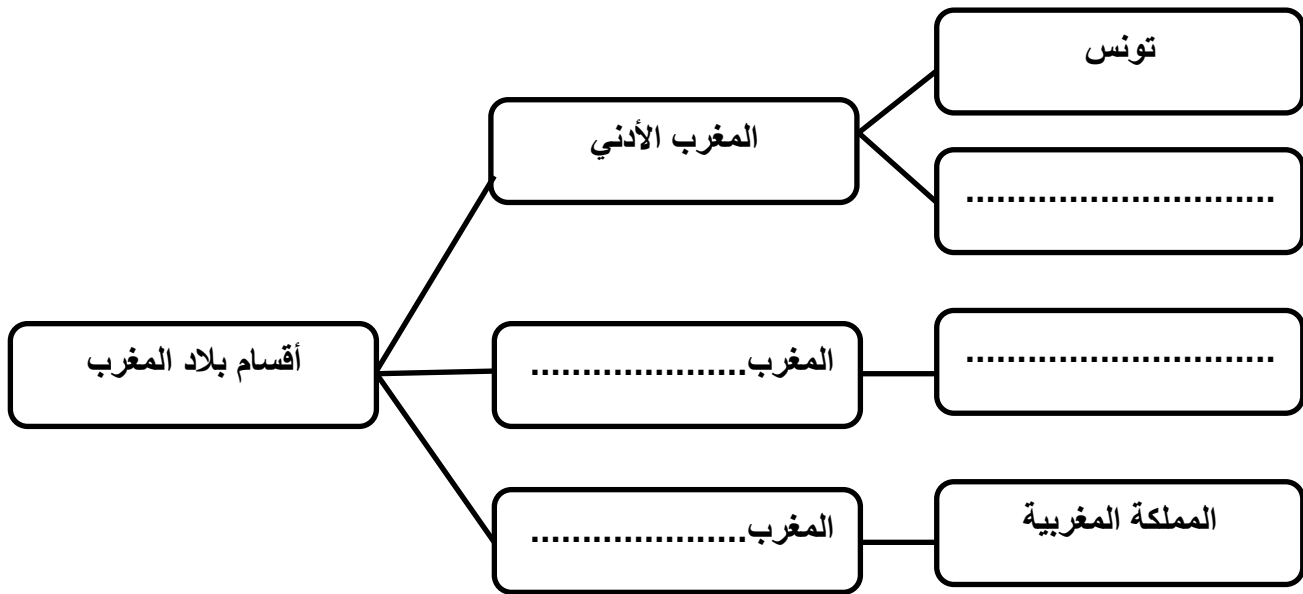 أقسام بلاد المغرب
المغرب الأدني
تونس
..............................
المغرب.....................
..............................
المغرب.....................
المملكة المغربية